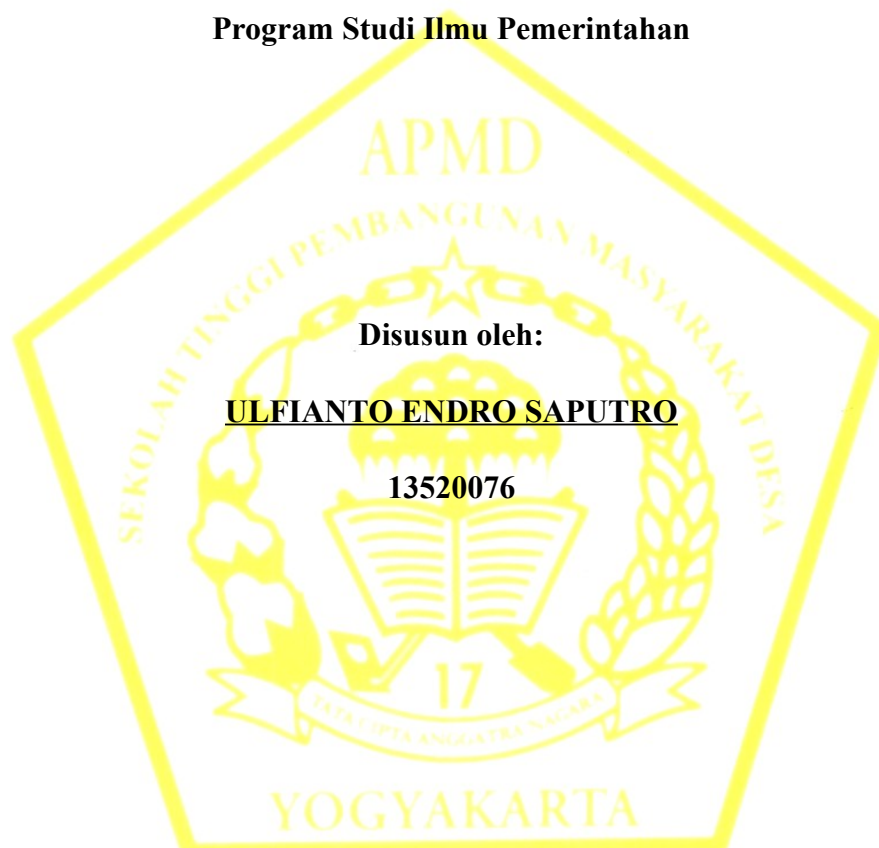 Program Studi Ilmu Pemerintahan
APMD
SEKOLAH TINGGI PEMBANGUNAN MASYARAKAT DESA
Disusun oleh:
ULFIANTO ENDRO SAPUTRO
13520076
17
TATA CIPTA ANGGATRA NAGARA
YOGYAKARTA